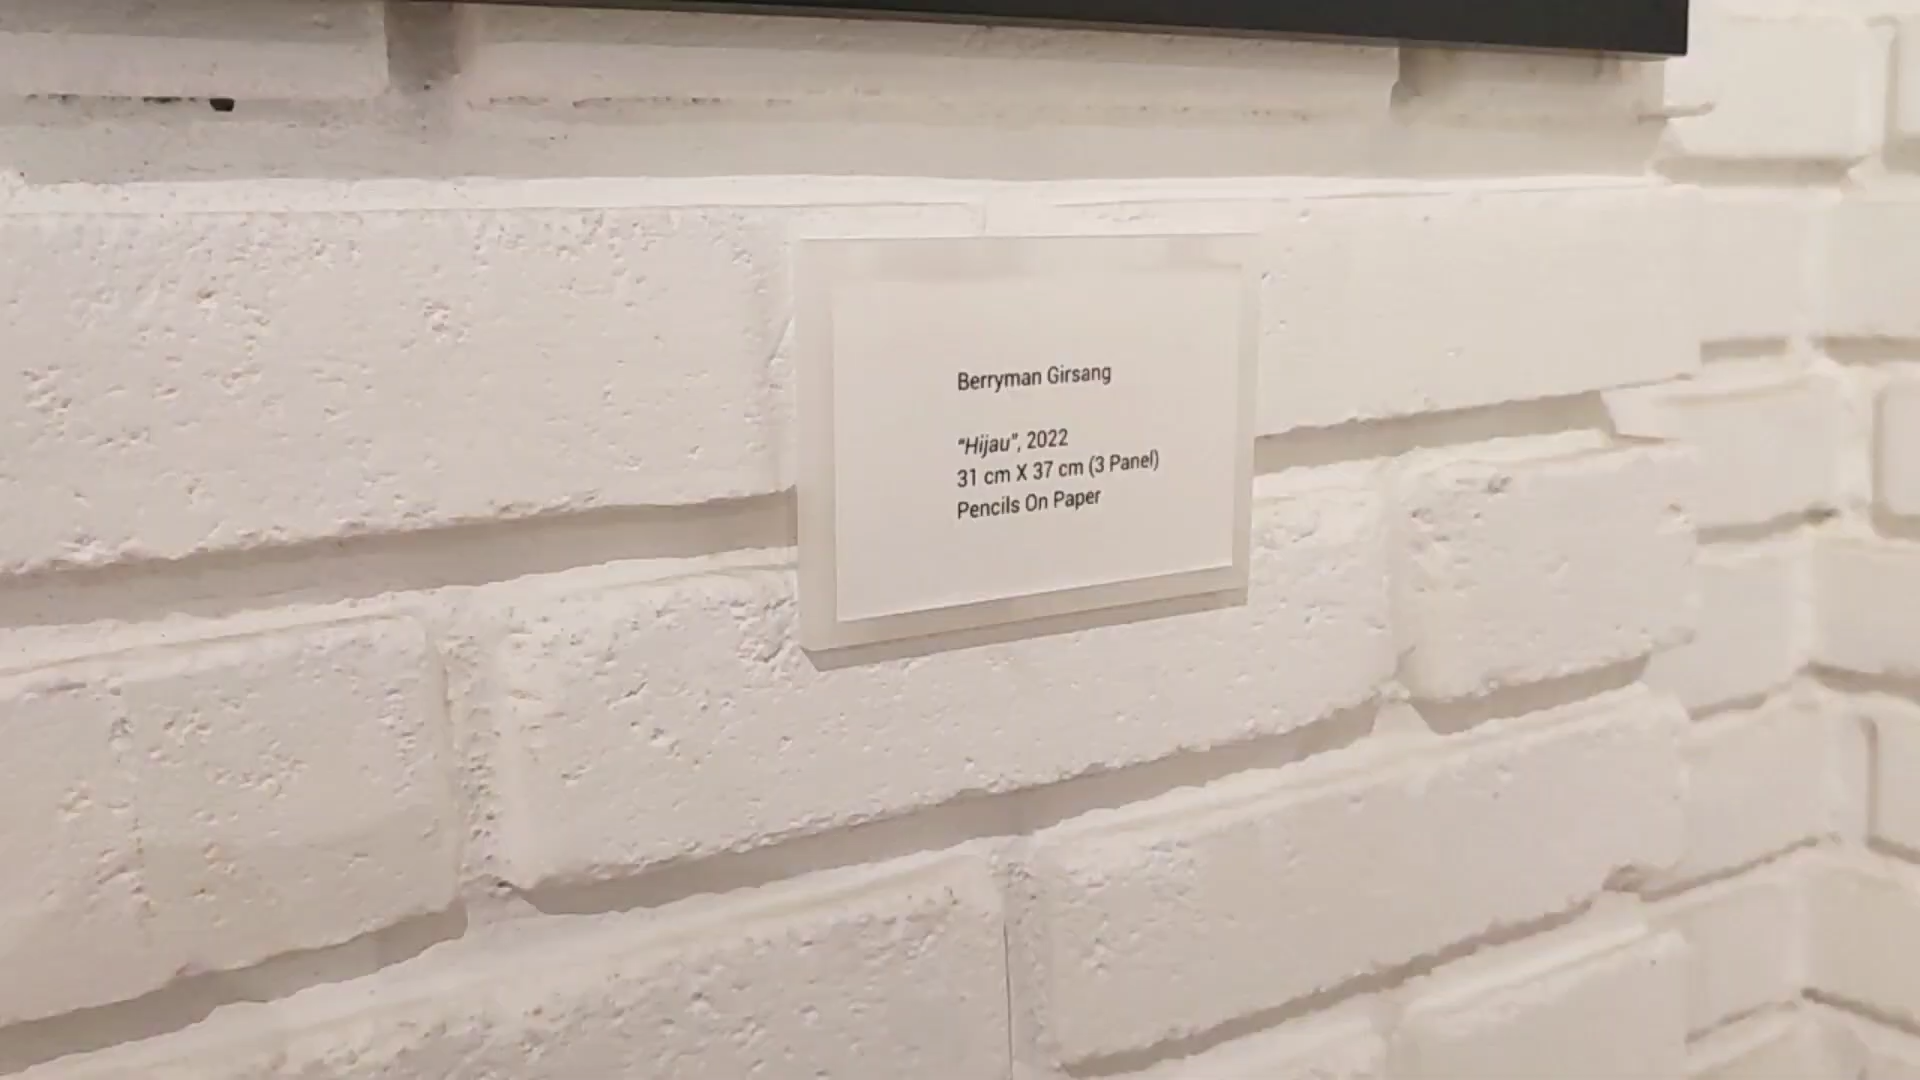 Berryman Girsang
"Hijau", 2022
31 cm X 37 cm (3 Panel)
Pencils On Paper